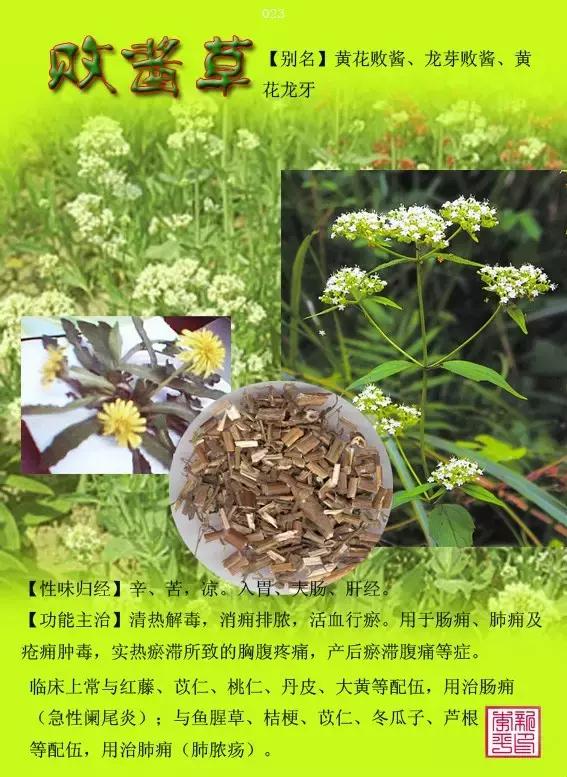 023
败酱草
【别名】黄花败酱、龙芽败酱、黄
花龙牙
【性味归经】辛、苦，凉。入胃、大肠、肝经。
【功能主治】清热解毒，消痈排脓，活血行瘀。用于肠痈、肺痈及
疮痈肿毒，实热瘀滞所致的胸腹疼痛，产后瘀滞腹痛等症。
临床上常与红藤、苡仁、桃仁、丹皮、大黄等配伍，用治肠痈
（急性阑尾炎）；与鱼腥草、桔梗、苡仁、冬瓜子、芦根
等配伍，用治肺痈（肺脓疡）。